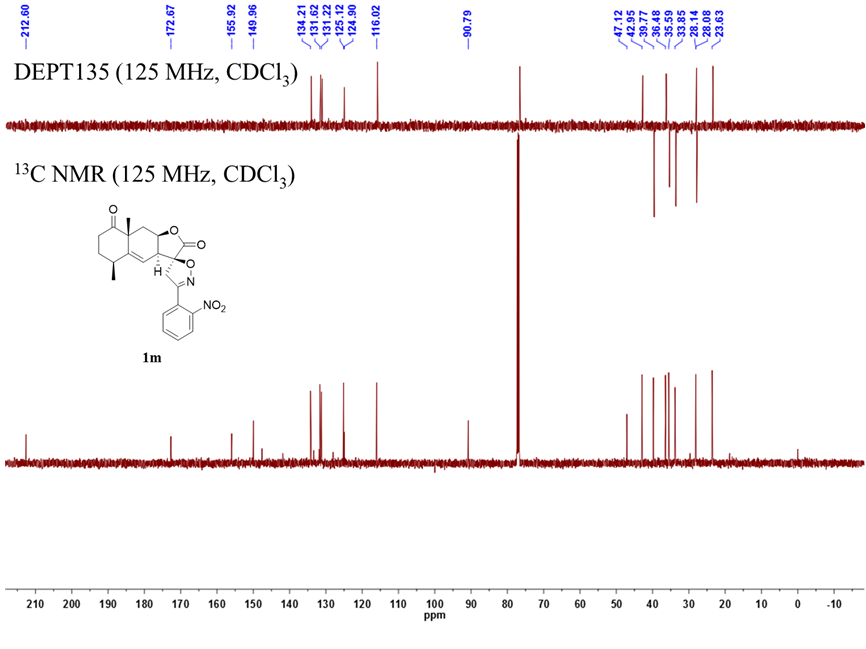 212.60
172.67
155.92
149.96
134.21
131.62
131.22
125.12
124.90
116.02
90.79
47.12
42.95
39.77
36.48
35.59
33.85
28.14
28.08
23.63
DEPT135 (125 MHz, CDCl3)
13C NMR (125 MHz, CDCl3)
O
O
O
H
O
N
NO2
1m
210 200 190 180 170 160 150 140 130 120 110 100 90 80 70 60 50 40 30 20 10 0 -10
ppm